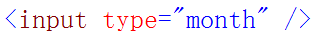 <input type="month" />